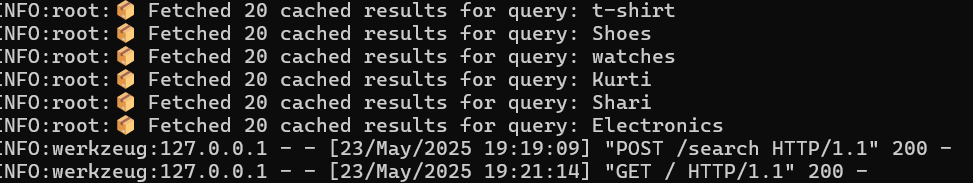 INFO:root:📦 Fetched 20 cached results for query: t-shirt
INFO:root:📦 Fetched 20 cached results for query: Shoes
INFO:root:📦 Fetched 20 cached results for query: watches
INFO:root:📦 Fetched 20 cached results for query: Kurti
INFO:root:📦 Fetched 20 cached results for query: Shari
INFO:root:📦 Fetched 20 cached results for query: Electronics
INFO:werkzeug:127.0.0.1 - - [23/May/2025 19:19:09] "POST /search HTTP/1.1" 200 -
INFO:werkzeug:127.0.0.1 - - [23/May/2025 19:21:14] "GET / HTTP/1.1" 200 -